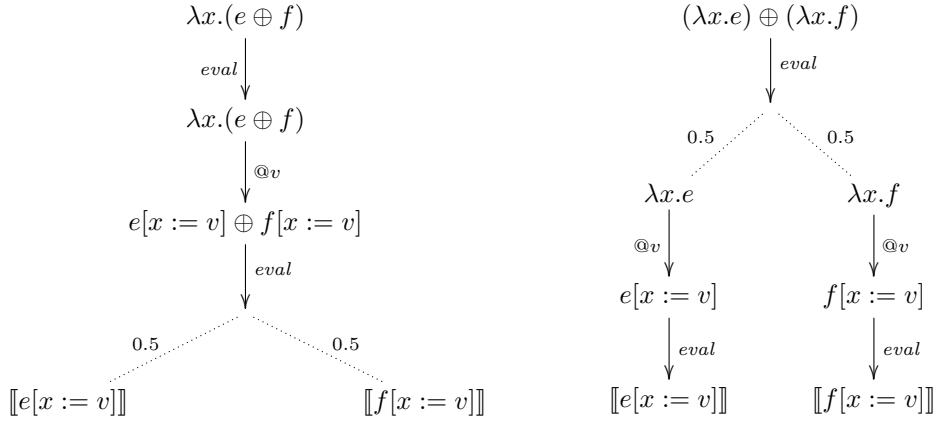 λx.(e ⊕ f)
eval
λx.(e ⊕ f)
@v
e[x := v] ⊕ f[x := v]
eval
0.5 0.5
⟦e[x := v]⟧ ⟦f[x := v]⟧
(λx.e) ⊕ (λx.f)
eval
0.5 0.5
λx.e λx.f
@v @v
e[x := v] f[x := v]
eval eval
⟦e[x := v]⟧ ⟦f[x := v]⟧